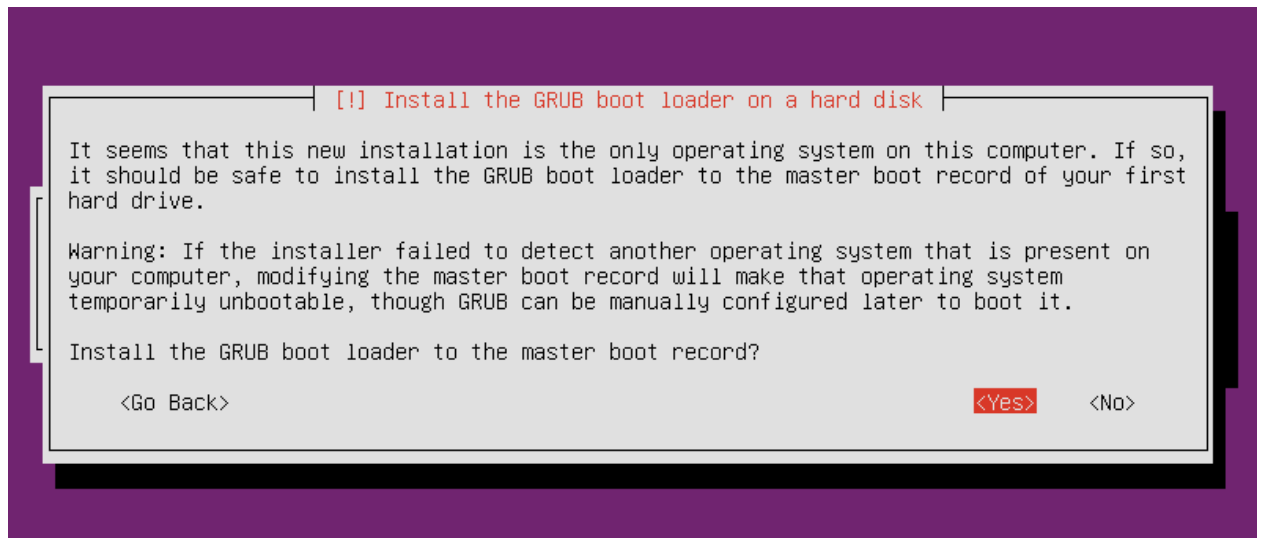 [!] Install the GRUB boot loader on a hard disk
It seems that this new installation is the only operating system on this computer. If so,
it should be safe to install the GRUB boot loader to the master boot record of your first
hard drive.
Warning: If the installer failed to detect another operating system that is present on
your computer, modifying the master boot record will make that operating system
temporarily unbootable, though GRUB can be manually configured later to boot it.
Install the GRUB boot loader to the master boot record?
<Go Back> <Yes> <No>